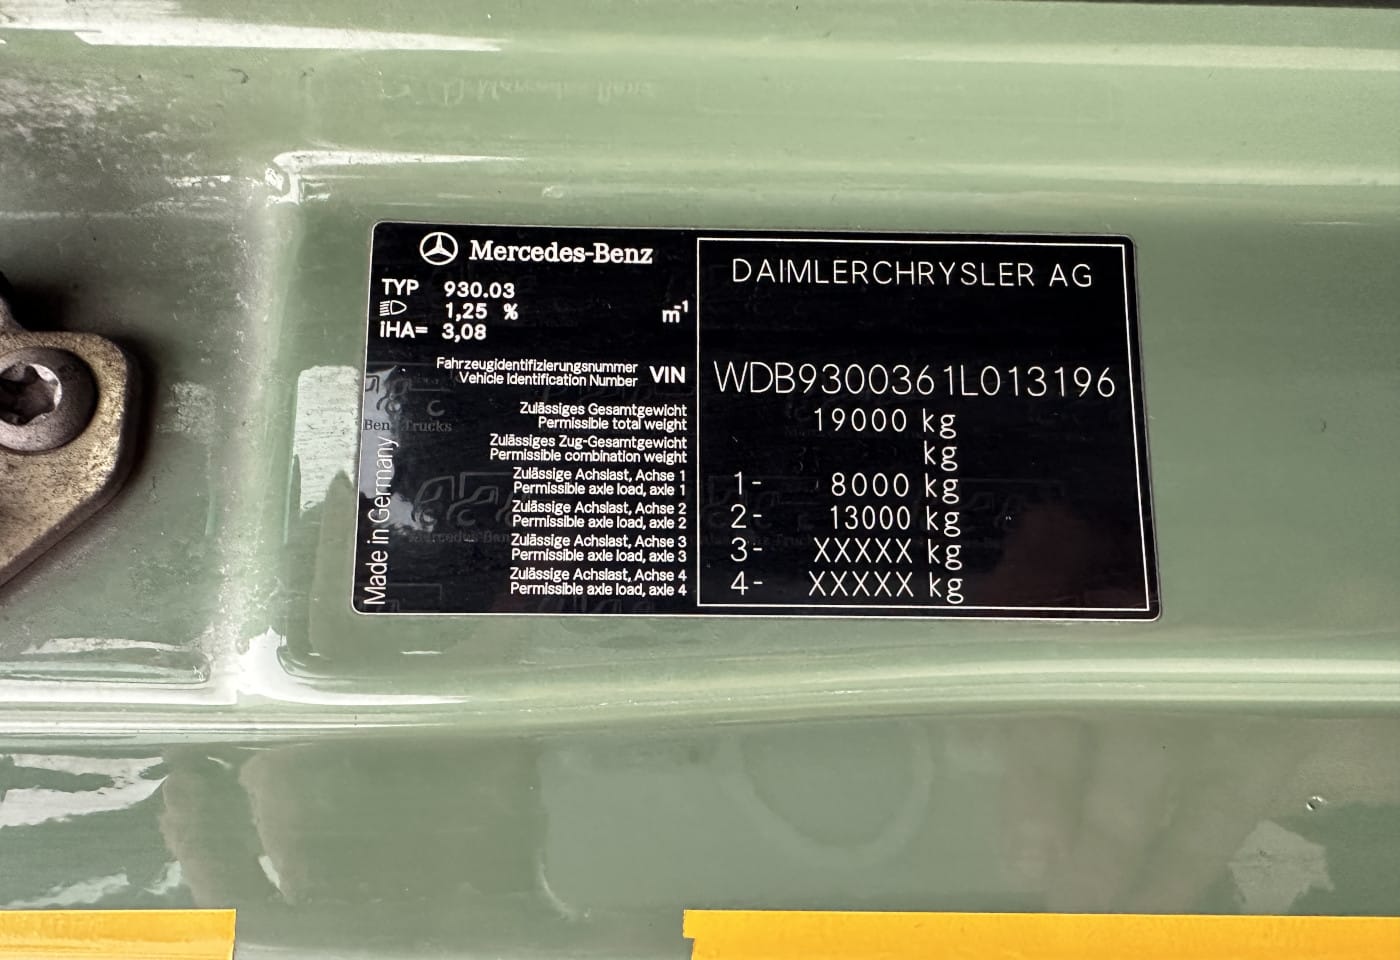 Mercedes-Benz
TYP 930.03
1,25 % m⁻¹
IHA= 3,08
Fahrzeugidentifizierungsnummer
Vehicle Identification Number
VIN
Zulässiges Gesamtgewicht
Permissible total weight
Zulässiges Zug-Gesamtgewicht
Permissible combination weight
Zulässige Achslast, Achse 1
Permissible axle load, axle 1
Zulässige Achslast, Achse 2
Permissible axle load, axle 2
Zulässige Achslast, Achse 3
Permissible axle load, axle 3
Zulässige Achslast, Achse 4
Permissible axle load, axle 4
Made in Germany
DAIMLERCHRYSLER AG
WDB9300361L013196
19000 kg
kg
1- 8000 kg
2- 13000 kg
3- XXXXX kg
4- XXXXX kg